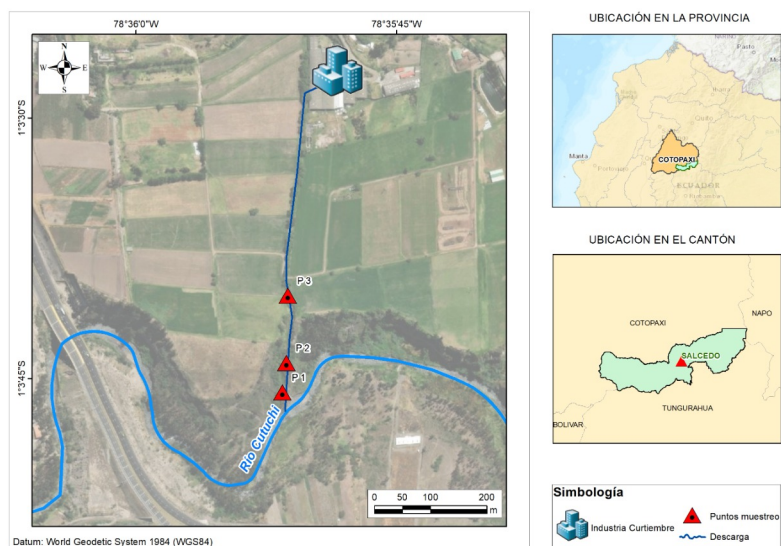 78°36'0"W
78°35'45"W
N
W
E
S
1°3'30"S
1°3'45"S
P 3
P 2
P 1
Río Cutuchi
0 50 100 200
m
Datum: World Geodetic System 1984 (WGS84)
UBICACIÓN EN LA PROVINCIA
Pasto
Quito
Manta
Portoviejo
COTOPAXI
ECUADOR
UBICACIÓN EN EL CANTÓN
COTOPAXI
NAPO
SALCEDO
TUNGURAHUA
BOLIVAR
Simbología
Industria Curtiembre
Puntos muestreo
Descarga